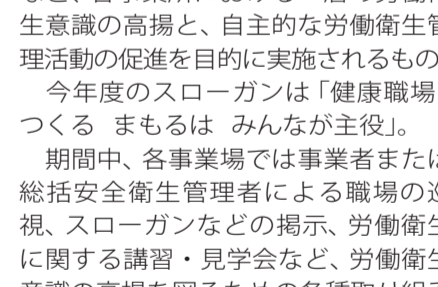 生意識の高揚と、自主的な労働衛生管
理活動の促進を目的に実施されるもの
今年度のスローガンは「健康職場
つくる まもるは みんなが主役」。
期間中、各事業場では事業者または
総括安全衛生管理者による職場の巡
視、スローガンなどの掲示、労働衛生
に関する講習・見学会など、労働衛生